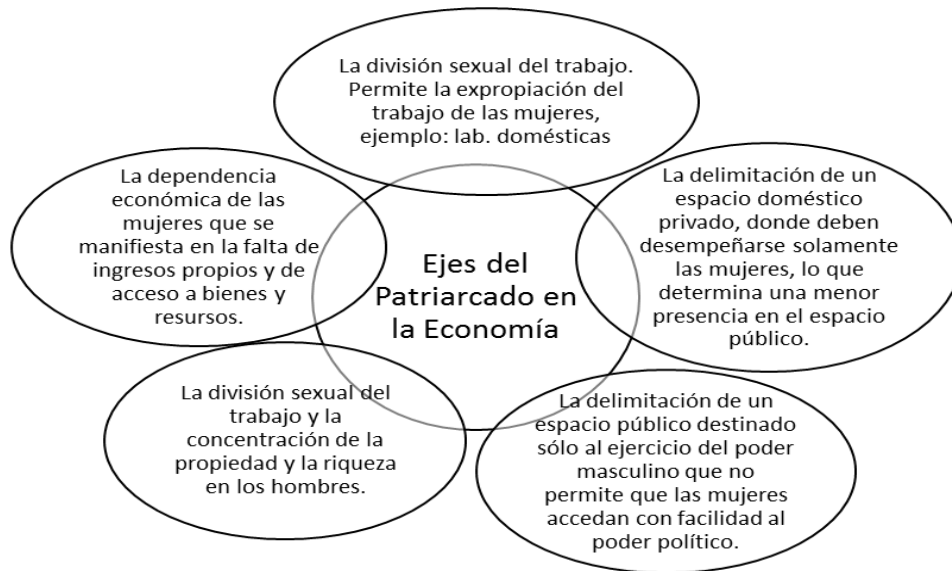 La división sexual del trabajo.
Permite la expropiación del
trabajo de las mujeres,
ejemplo: lab. domésticas
La dependencia
económica de las
mujeres que se
manifiesta en la falta de
ingresos propios y de
acceso a bienes y
resursos.
Ejes del
Patriarcado en
la Economía
La delimitación de un
espacio doméstico
privado, donde deben
desempeñarse solamente
las mujeres, lo que
determina una menor
presencia en el espacio
público.
La división sexual del
trabajo y la
concentración de la
propiedad y la riqueza
en los hombres.
La delimitación de un
espacio público destinado
sólo al ejercicio del poder
masculino que no
permite que las mujeres
accedan con facilidad al
poder político.